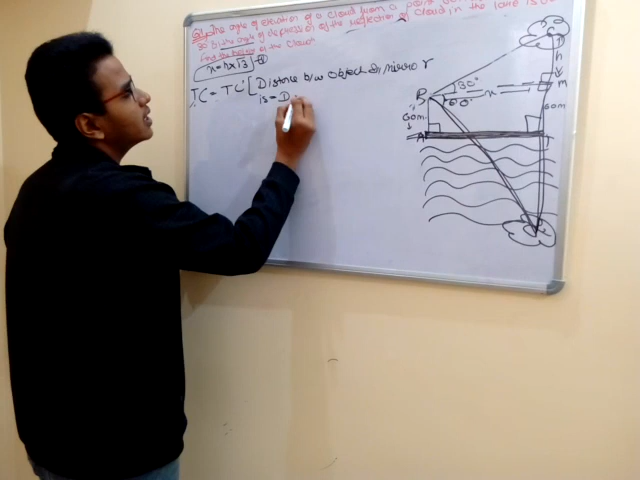 Q1) The angle of elevation of a cloud from a point 60
30° & the angle of depression of the reflection of cloud in the lake is 60
find the height of the cloud
x = h x √3 -
TC = TC' [ Distance b/w Object & mirror
is = D
h
P
30°
60°
x
M
60m
60m
A